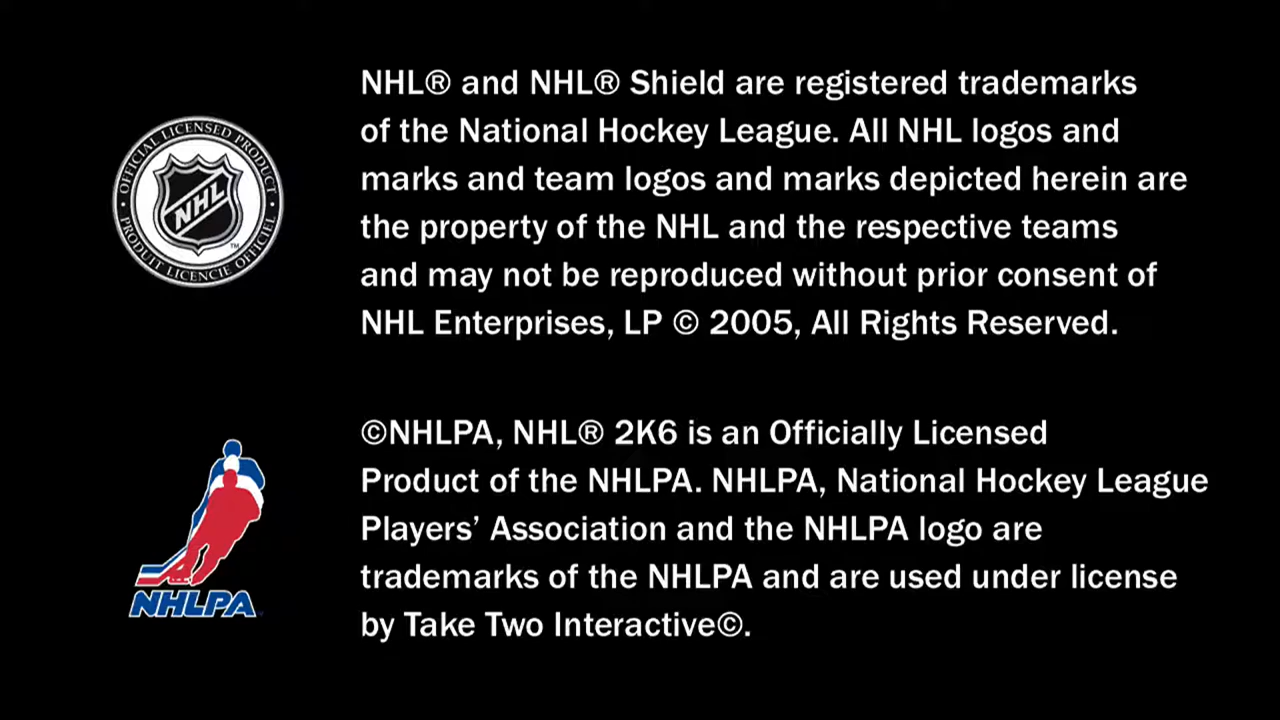 NHL® and NHL® Shield are registered trademarks
of the National Hockey League. All NHL logos and
marks and team logos and marks depicted herein are
the property of the NHL and the respective teams
and may not be reproduced without prior consent of
NHL Enterprises, LP © 2005, All Rights Reserved.
OFFICIAL LICENSED PRODUCT
NHL
™
PRODUIT LICENCIE OFFICIEL
©NHLPA, NHL® 2K6 is an Officially Licensed
Product of the NHLPA. NHLPA, National Hockey League
Players’ Association and the NHLPA logo are
trademarks of the NHLPA and are used under license
by Take Two Interactive©.
NHLPA